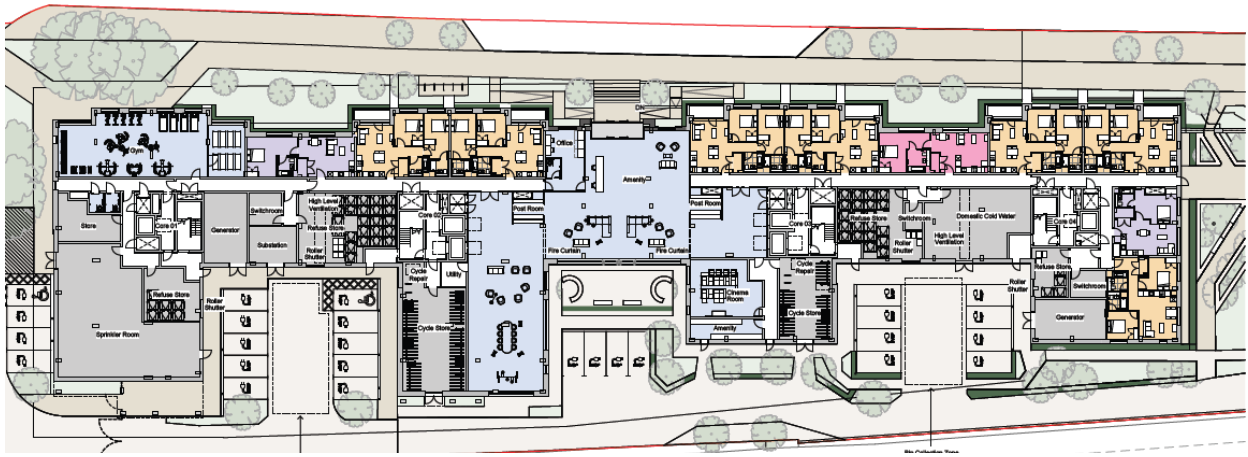 DN
Office
Gym
Amenity
Switchroom
High Level
Ventilation
Refuse Store
Roller
Shutter
Store
Core 01
Generator
Substation
Core 02
Post Room
Post Room
Core 03
Refuse Store
Switchroom
Roller
Shutter
Domestic Cold Water
High Level
Ventilation
Core 04
Fire Curtain
Fire Curtain
Cycle
Repair
Utility
Cycle
Repair
Refuse Store
Switchroom
Roller
Shutter
Refuse Store
Roller
Shutter
Cinema
Room
Cycle Store
Cycle Store
Generator
Sprinkler Room
Amenity
Bin Collection Zone